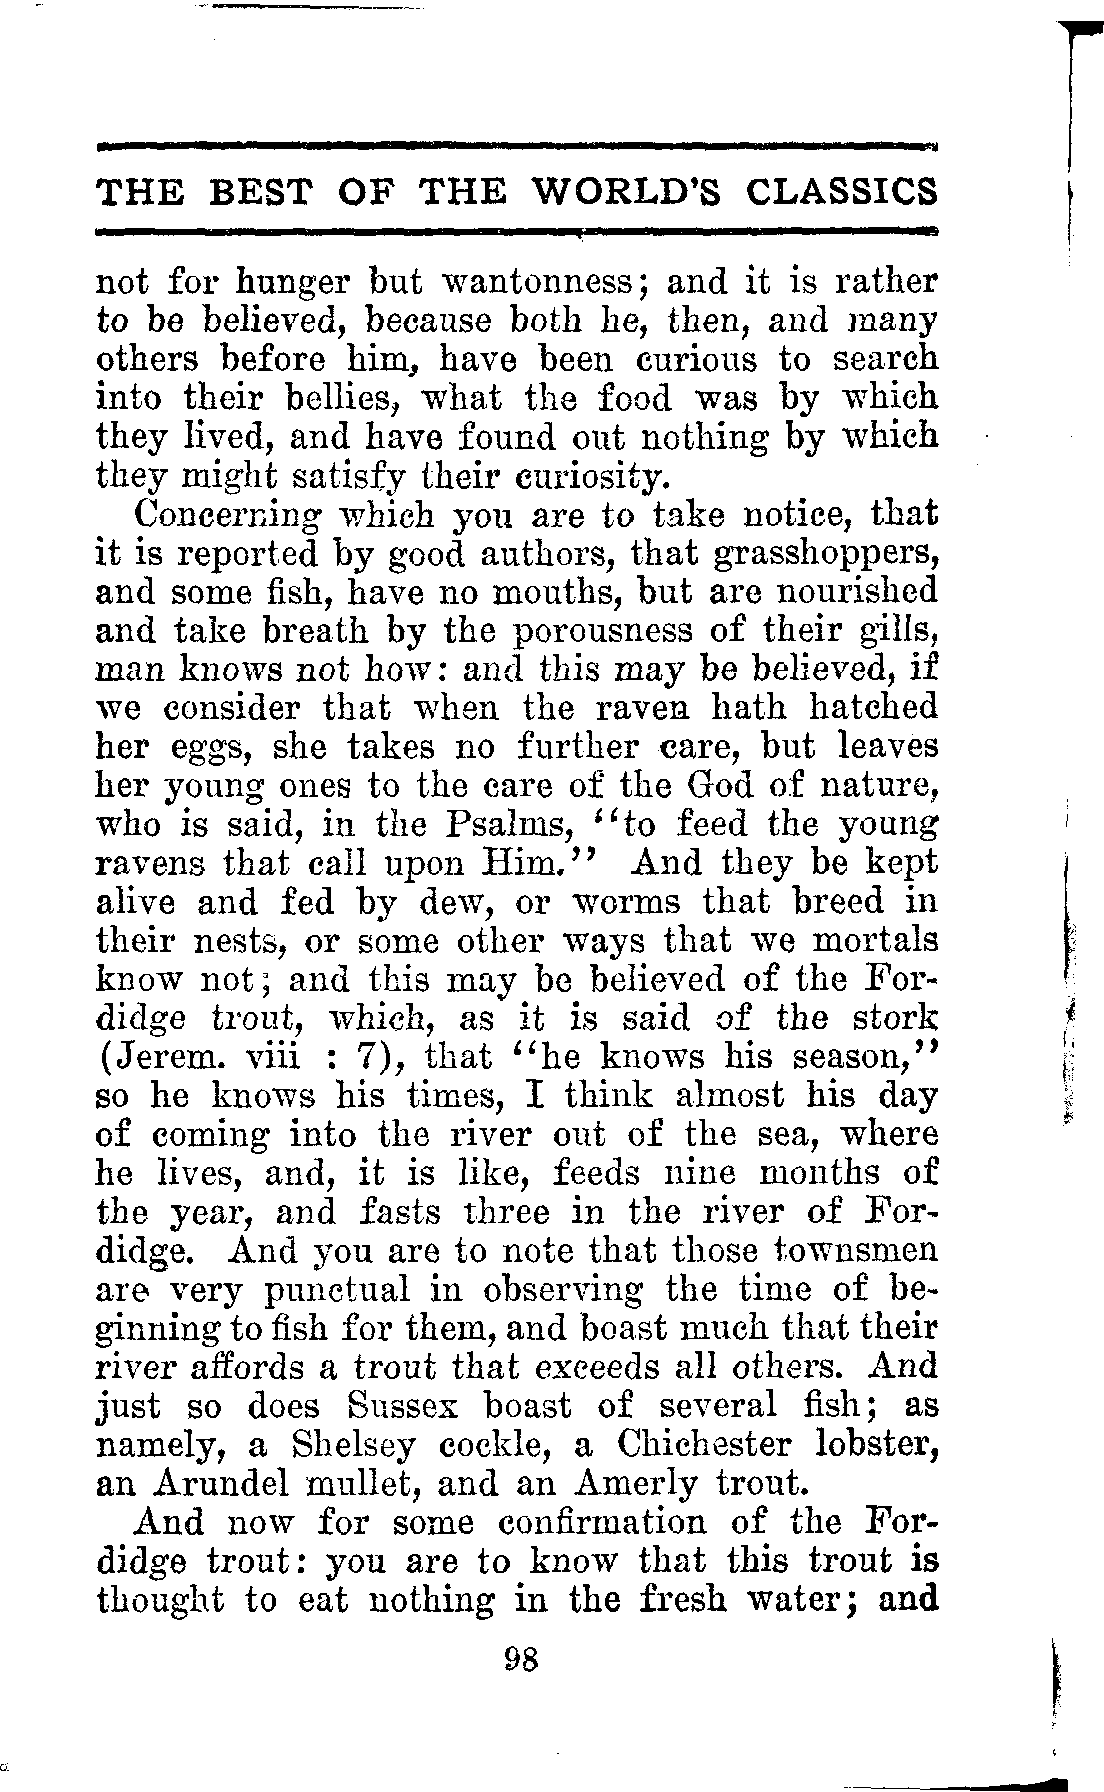 THE BEST OF THE WORLD'S CLASSICS
not for hunger but wantonness; and it is rather
to be believed, because both he, then, and many
others before him, have been curious to search
into their bellies, what the food was by which
they lived, and have found out nothing by which
they might satisfy their curiosity.
Concerning which you are to take notice, that
it is reported by good authors, that grasshoppers,
and some fish, have no mouths, but are nourished
and take breath by the porousness of their gills,
man knows not how: and this may be believed, if
we consider that when the raven hath hatched
her eggs, she takes no further care, but leaves
her young ones to the care of the God of nature,
who is said, in the Psalms, "to feed the young
ravens that call upon Him." And they be kept
alive and fed by dew, or worms that breed in
their nests, or some other ways that we mortals
know not; and this may be believed of the For-
didge trout, which, as it is said of the stork
(Jerem. viii : 7), that "he knows his season,"
so he knows his times, I think almost his day
of coming into the river out of the sea, where
he lives, and, it is like, feeds nine months of
the year, and fasts three in the river of For-
didge. And you are to note that those townsmen
are very punctual in observing the time of be-
ginning to fish for them, and boast much that their
river affords a trout that exceeds all others. And
just so does Sussex boast of several fish; as
namely, a Shelsey cockle, a Chichester lobster,
an Arundel mullet, and an Amerly trout.
And now for some confirmation of the For-
didge trout: you are to know that this trout is
thought to eat nothing in the fresh water; and
98